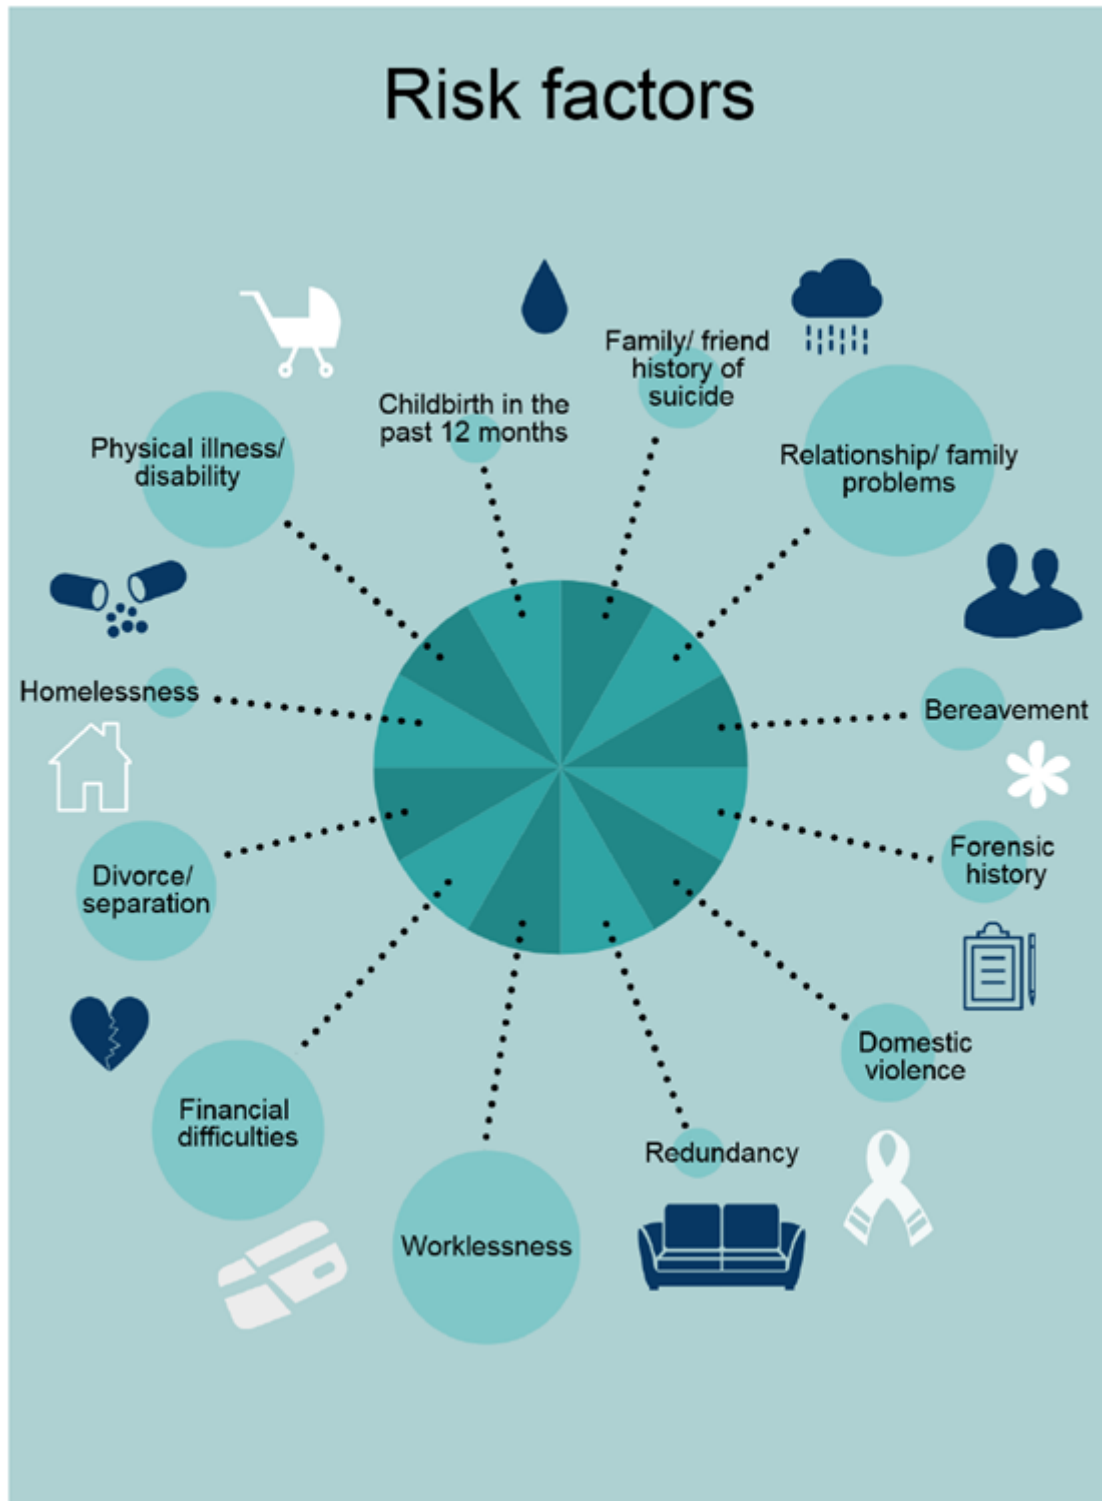 Risk factors
Family/ friend
history of
suicide
Childbirth in the
past 12 months
Physical illness/
disability
Relationship/ family
problems
Homelessness
Bereavement
Forensic
history
Divorce/
separation
Domestic
violence
Financial
difficulties
Redundancy
Worklessness